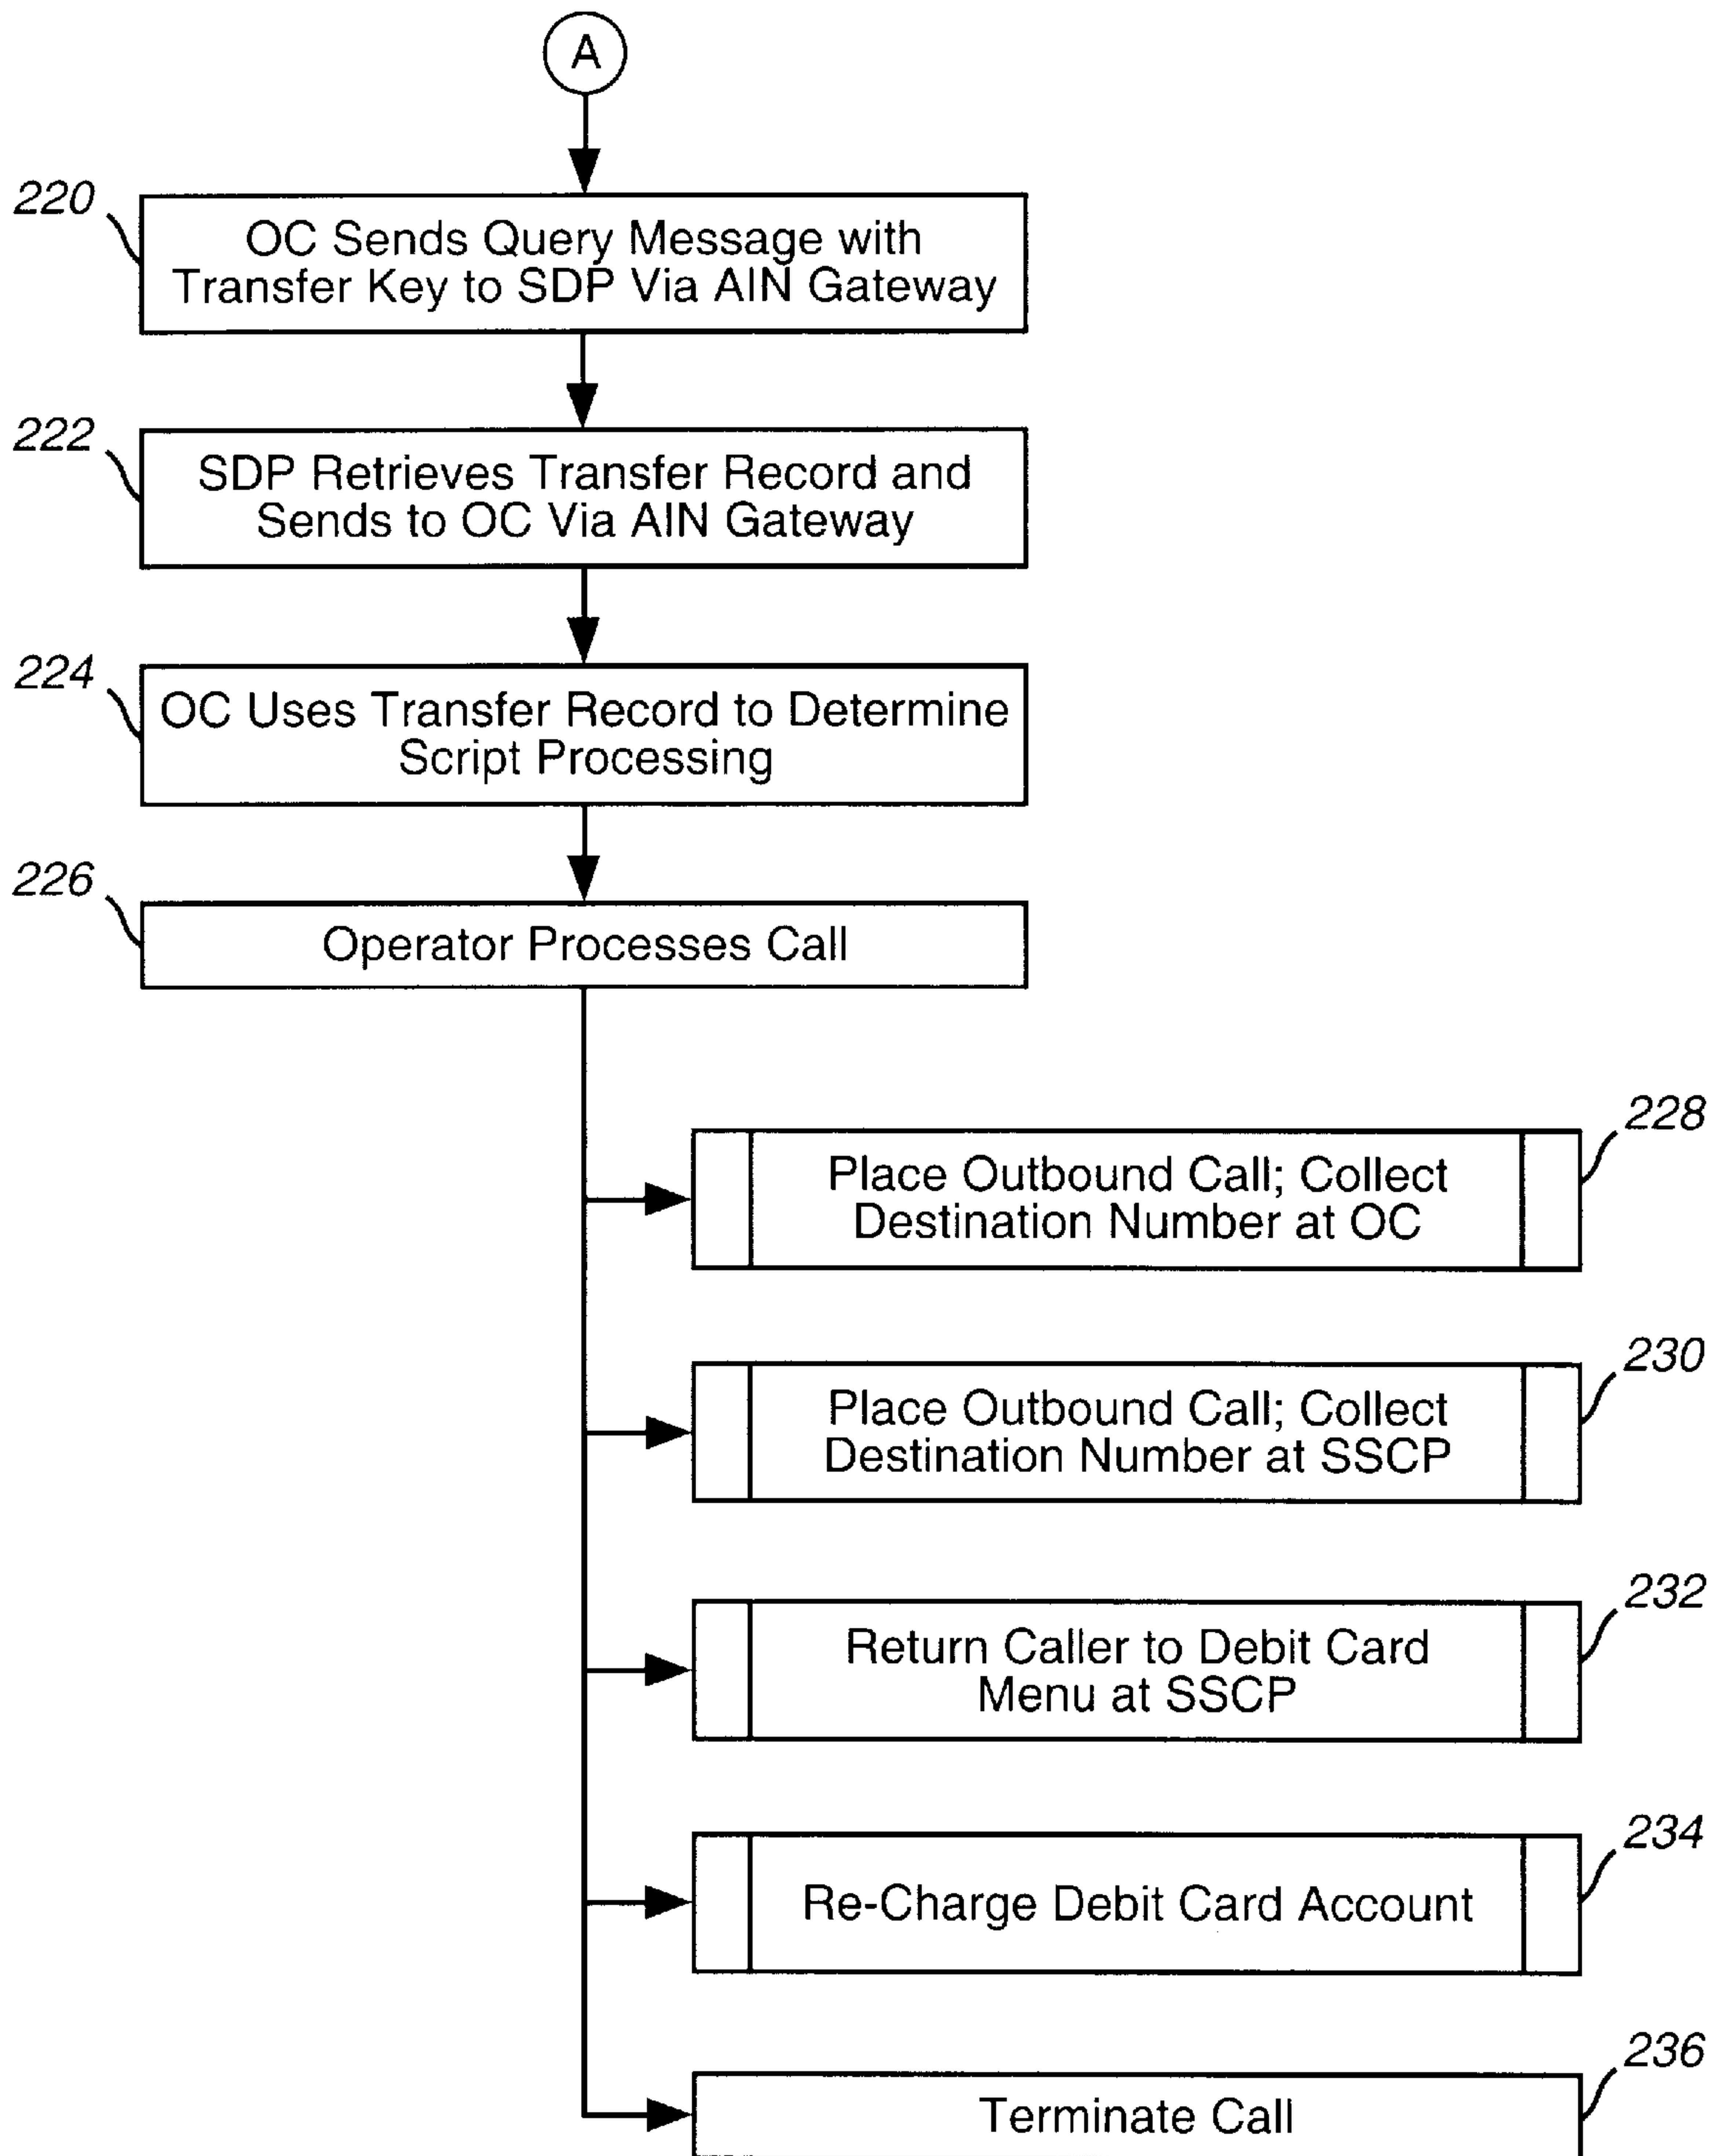 A
220
OC Sends Query Message with
Transfer Key to SDP Via AIN Gateway
222
SDP Retrieves Transfer Record and
Sends to OC Via AIN Gateway
224
OC Uses Transfer Record to Determine
Script Processing
226
Operator Processes Call
228
Place Outbound Call; Collect
Destination Number at OC
230
Place Outbound Call; Collect
Destination Number at SSCP
232
Return Caller to Debit Card
Menu at SSCP
234
Re-Charge Debit Card Account
236
Terminate Call